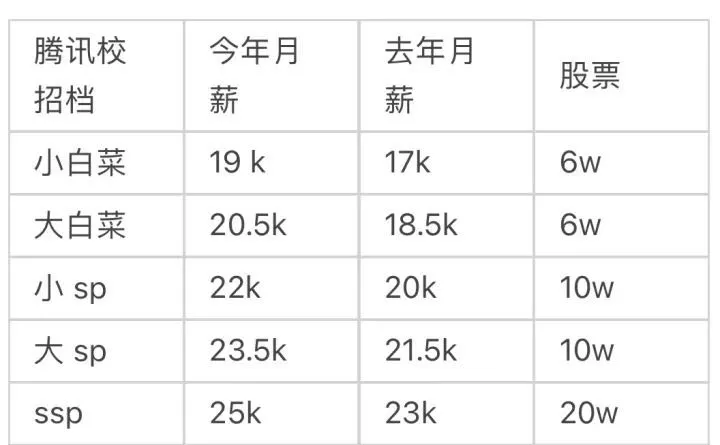 腾讯校招档 今年月薪 去年月薪 股票
小白菜 19 k 17k 6w
大白菜 20.5k 18.5k 6w
小 sp 22k 20k 10w
大 sp 23.5k 21.5k 10w
ssp 25k 23k 20w